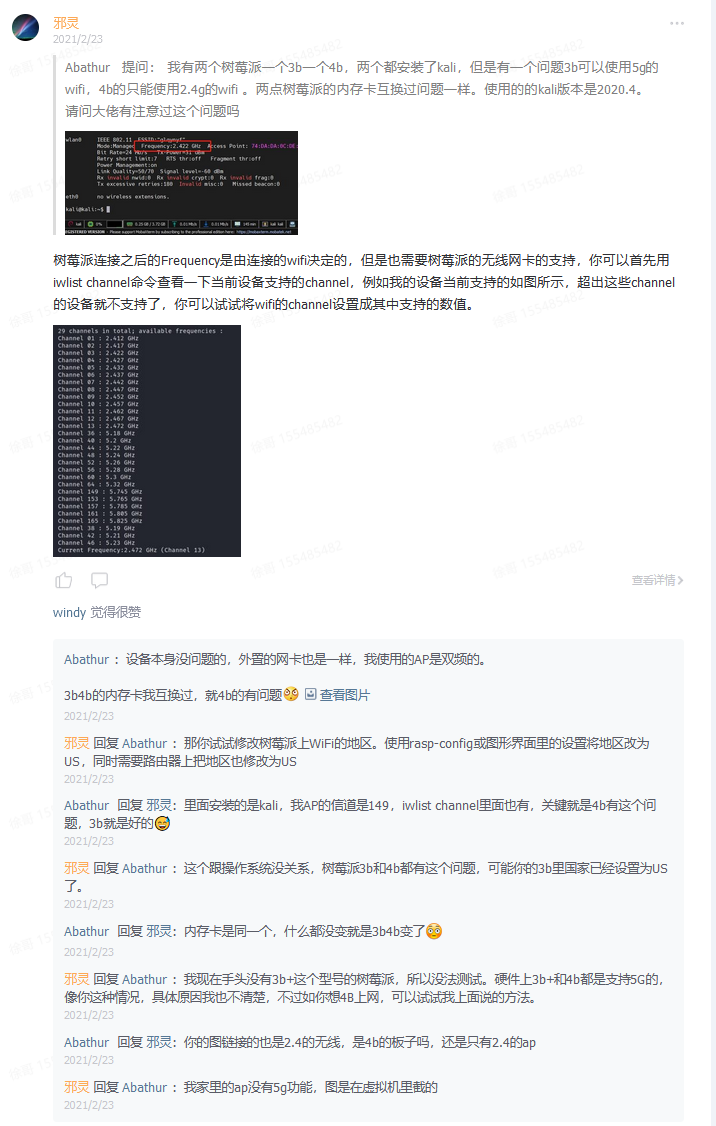 邪灵
2021/2/23
Abathur 提问： 我有两个树莓派一个3b一个4b，两个都安装了kali，但是有一个问题3b可以使用5g的
wifi，4b的只能使用2.4g的wifi 。两点树莓派的内存卡互换过问题一样。使用的的kali版本是2020.4。
请问大佬有注意过这个问题吗
wlan0 IEEE 802.11 ESSID:
Mode:Managed Frequency:2.422 GHz Access Point: 74:DA:DA:0C:DE:
Bit Rate=24 Mb/s Tx-Power=31 dBm
Retry short limit:7 RTS thr:off Fragment thr:off
Power Management:on
Link Quality=50/70 Signal level=-60 dBm
Rx invalid nwid:0 Rx invalid crypt:0 Rx invalid frag:0
Tx excessive retries:180 Invalid misc:0 Missed beacon:0
eth0 no wireless extensions.
kali@kali:~$
树莓派连接之后的Frequency是由连接的wifi决定的，但是也需要树莓派的无线网卡的支持，你可以首先用
iwlist channel命令查看一下当前设备支持的channel，例如我的设备当前支持的如图所示，超出这些channel
的设备就不支持了，你可以试试将wifi的channel设置成其中支持的数值。
29 channels in total; available frequencies :
Channel 01 : 2.412 GHz
Channel 02 : 2.417 GHz
Channel 03 : 2.422 GHz
Channel 04 : 2.427 GHz
Channel 05 : 2.432 GHz
Channel 06 : 2.437 GHz
Channel 07 : 2.442 GHz
Channel 08 : 2.447 GHz
Channel 09 : 2.452 GHz
Channel 10 : 2.457 GHz
Channel 11 : 2.462 GHz
Channel 12 : 2.467 GHz
Channel 13 : 2.472 GHz
Channel 36 : 5.18 GHz
Channel 40 : 5.2 GHz
Channel 44 : 5.22 GHz
Channel 48 : 5.24 GHz
Channel 52 : 5.26 GHz
Channel 56 : 5.28 GHz
Channel 60 : 5.3 GHz
Channel 64 : 5.32 GHz
Channel 149 : 5.745 GHz
Channel 153 : 5.765 GHz
Channel 157 : 5.785 GHz
Channel 161 : 5.805 GHz
Channel 165 : 5.825 GHz
Channel 38 : 5.19 GHz
Channel 42 : 5.21 GHz
Channel 46 : 5.23 GHz
Current Frequency:2.472 GHz (Channel 13)
查看详情
windy 觉得很赞
Abathur ：设备本身没问题的，外置的网卡也是一样，我使用的AP是双频的。
3b4b的内存卡我互换过，就4b的有问题 查看图片
2021/2/23
邪灵 回复 Abathur ：那你试试修改树莓派上WiFi的地区。使用rasp-config或图形界面里的设置将地区改为
US，同时需要路由器上把地区也修改为US
2021/2/23
Abathur 回复 邪灵：里面安装的是kali，我AP的信道是149，iwlist channel里面也有，关键就是4b有这个问
题，3b就是好的
2021/2/23
邪灵 回复 Abathur ：这个跟操作系统没关系，树莓派3b和4b都有这个问题，可能你的3b里国家已经设置为US
了。
2021/2/23
Abathur 回复 邪灵：内存卡是同一个，什么都没变就是3b4b变了
2021/2/23
邪灵 回复 Abathur ：我现在手头没有3b+这个型号的树莓派，所以没法测试。硬件上3b+和4b都是支持5G的，
像你这种情况，具体原因我也不清楚，不过如你想4B上网，可以试试我上面说的方法。
2021/2/23
Abathur 回复 邪灵：你的图链接的也是2.4的无线，是4b的板子吗，还是只有2.4的ap
2021/2/23
邪灵 回复 Abathur ：我家里的ap没有5g功能，图是在虚拟机里截的
2021/2/23